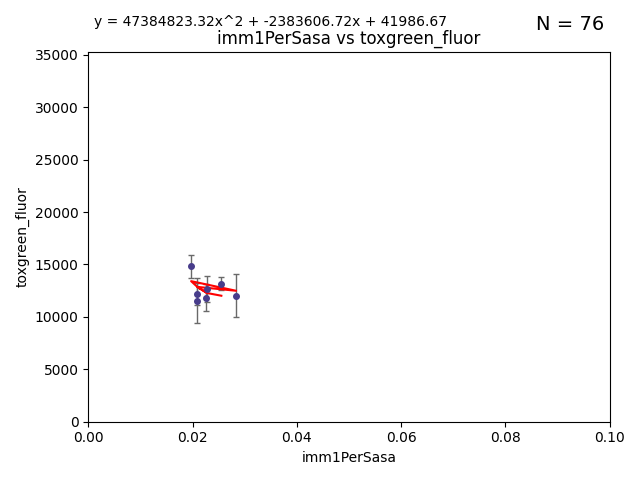 y = 47384823.32x^2 + -2383606.72x + 41986.67
N = 76
imm1PerSasa vs toxgreen_fluor
35000
30000
25000
20000
15000
10000
5000
0
toxgreen_fluor
0.00 0.02 0.04 0.06 0.08 0.10
imm1PerSasa